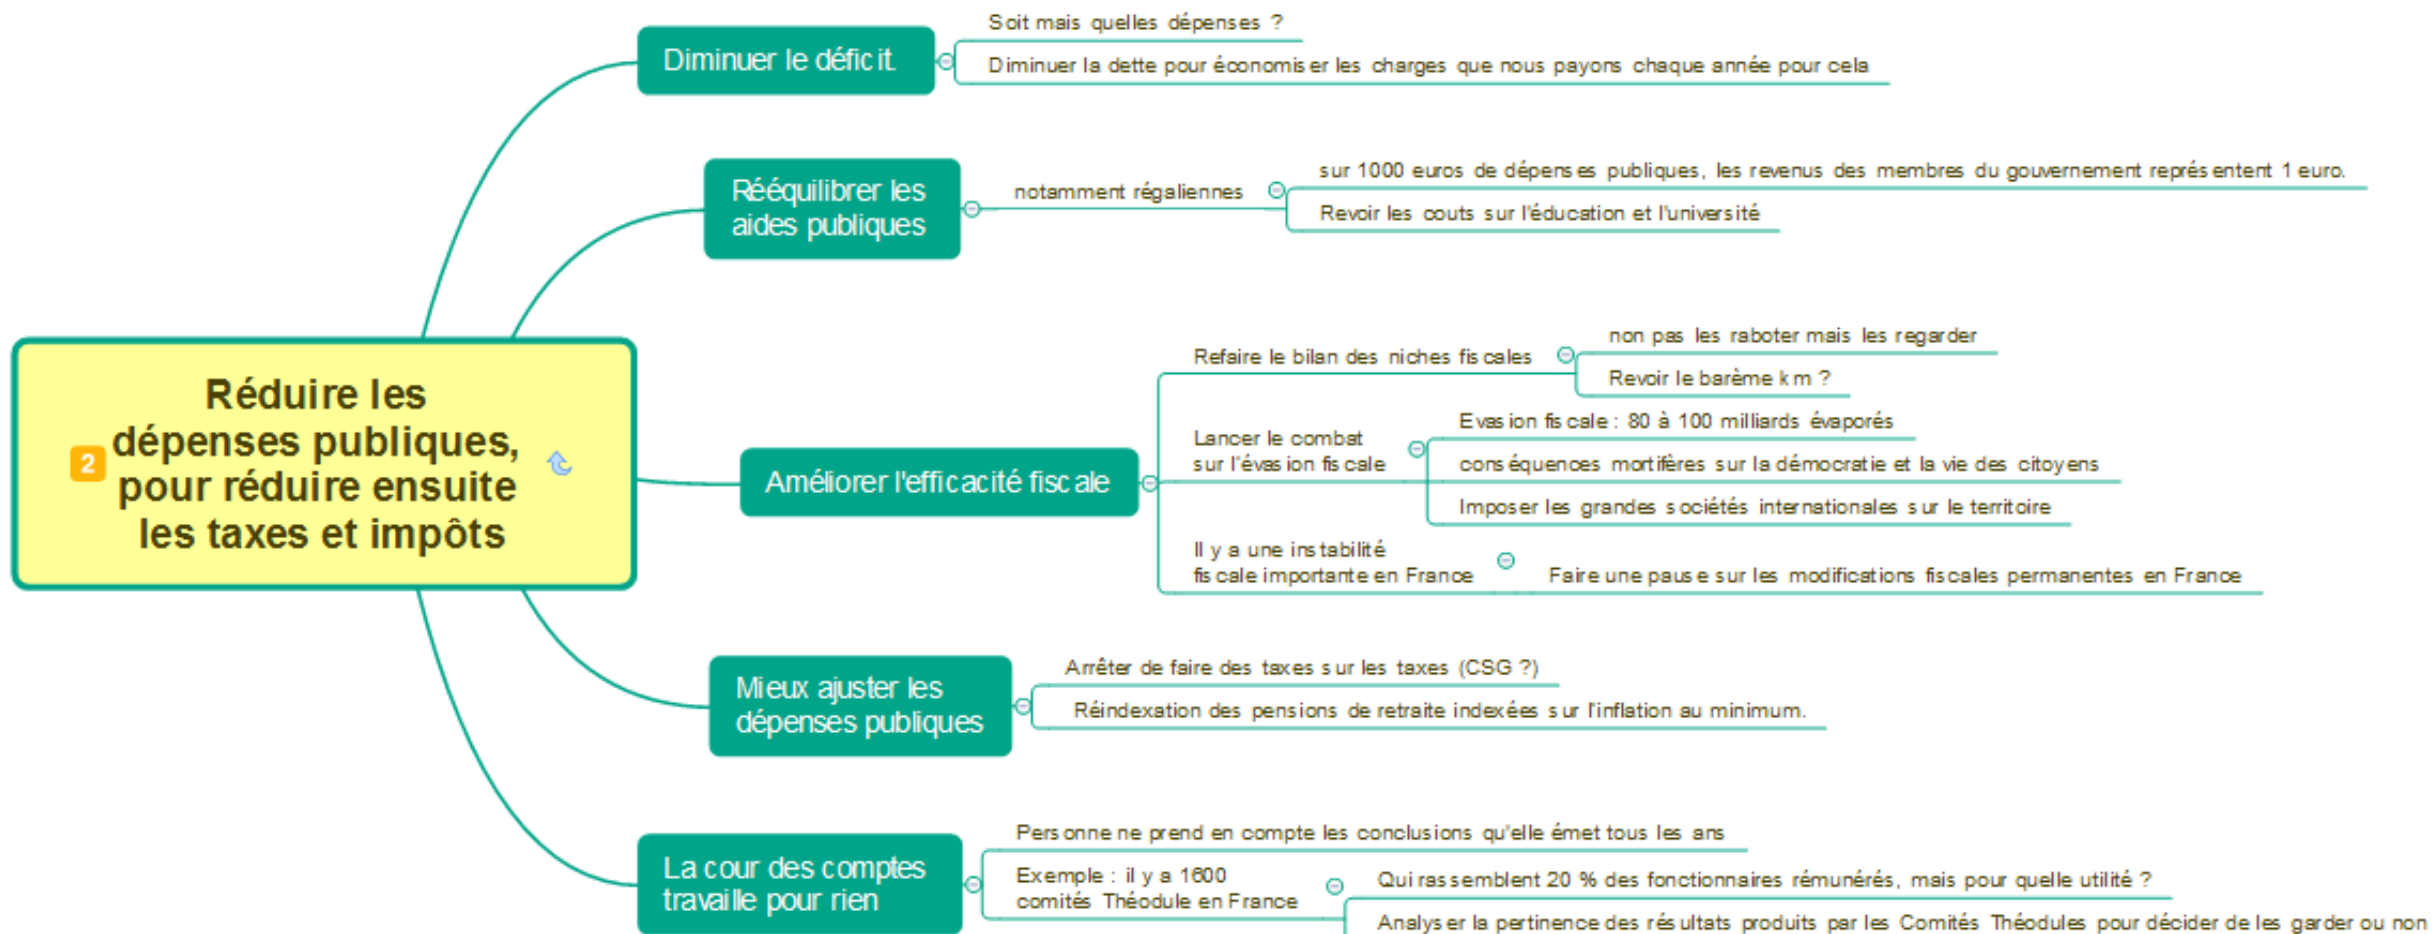 Réduire les
dépenses publiques,
pour réduire ensuite
les taxes et impôts
2
Diminuer le déficit.
Soit mais quelles dépenses ?
Diminuer la dette pour économiser les charges que nous payons chaque année pour cela
Rééquilibrer les
aides publiques
notamment régaliennes
sur 1000 euros de dépenses publiques, les revenus des membres du gouvernement représentent 1 euro.
Revoir les couts sur l'éducation et l'université
Améliorer l'efficacité fiscale
Refaire le bilan des niches fiscales
non pas les raboter mais les regarder
Revoir le barème km ?
Lancer le combat
sur l'évasion fiscale
Evasion fiscale : 80 à 100 milliards évaporés
conséquences mortifères sur la démocratie et la vie des citoyens
Imposer les grandes sociétés internationales sur le territoire
Il y a une instabilité
fiscale importante en France
Faire une pause sur les modifications fiscales permanentes en France
Mieux ajuster les
dépenses publiques
Arrêter de faire des taxes sur les taxes (CSG ?)
Réindexation des pensions de retraite indexées sur l'inflation au minimum.
La cour des comptes
travaille pour rien
Personne ne prend en compte les conclusions qu'elle émet tous les ans
Exemple : il y a 1600
comités Théodule en France
Qui rassemblent 20 % des fonctionnaires rémunérés, mais pour quelle utilité ?
Analyser la pertinence des résultats produits par les Comités Théodules pour décider de les garder ou non